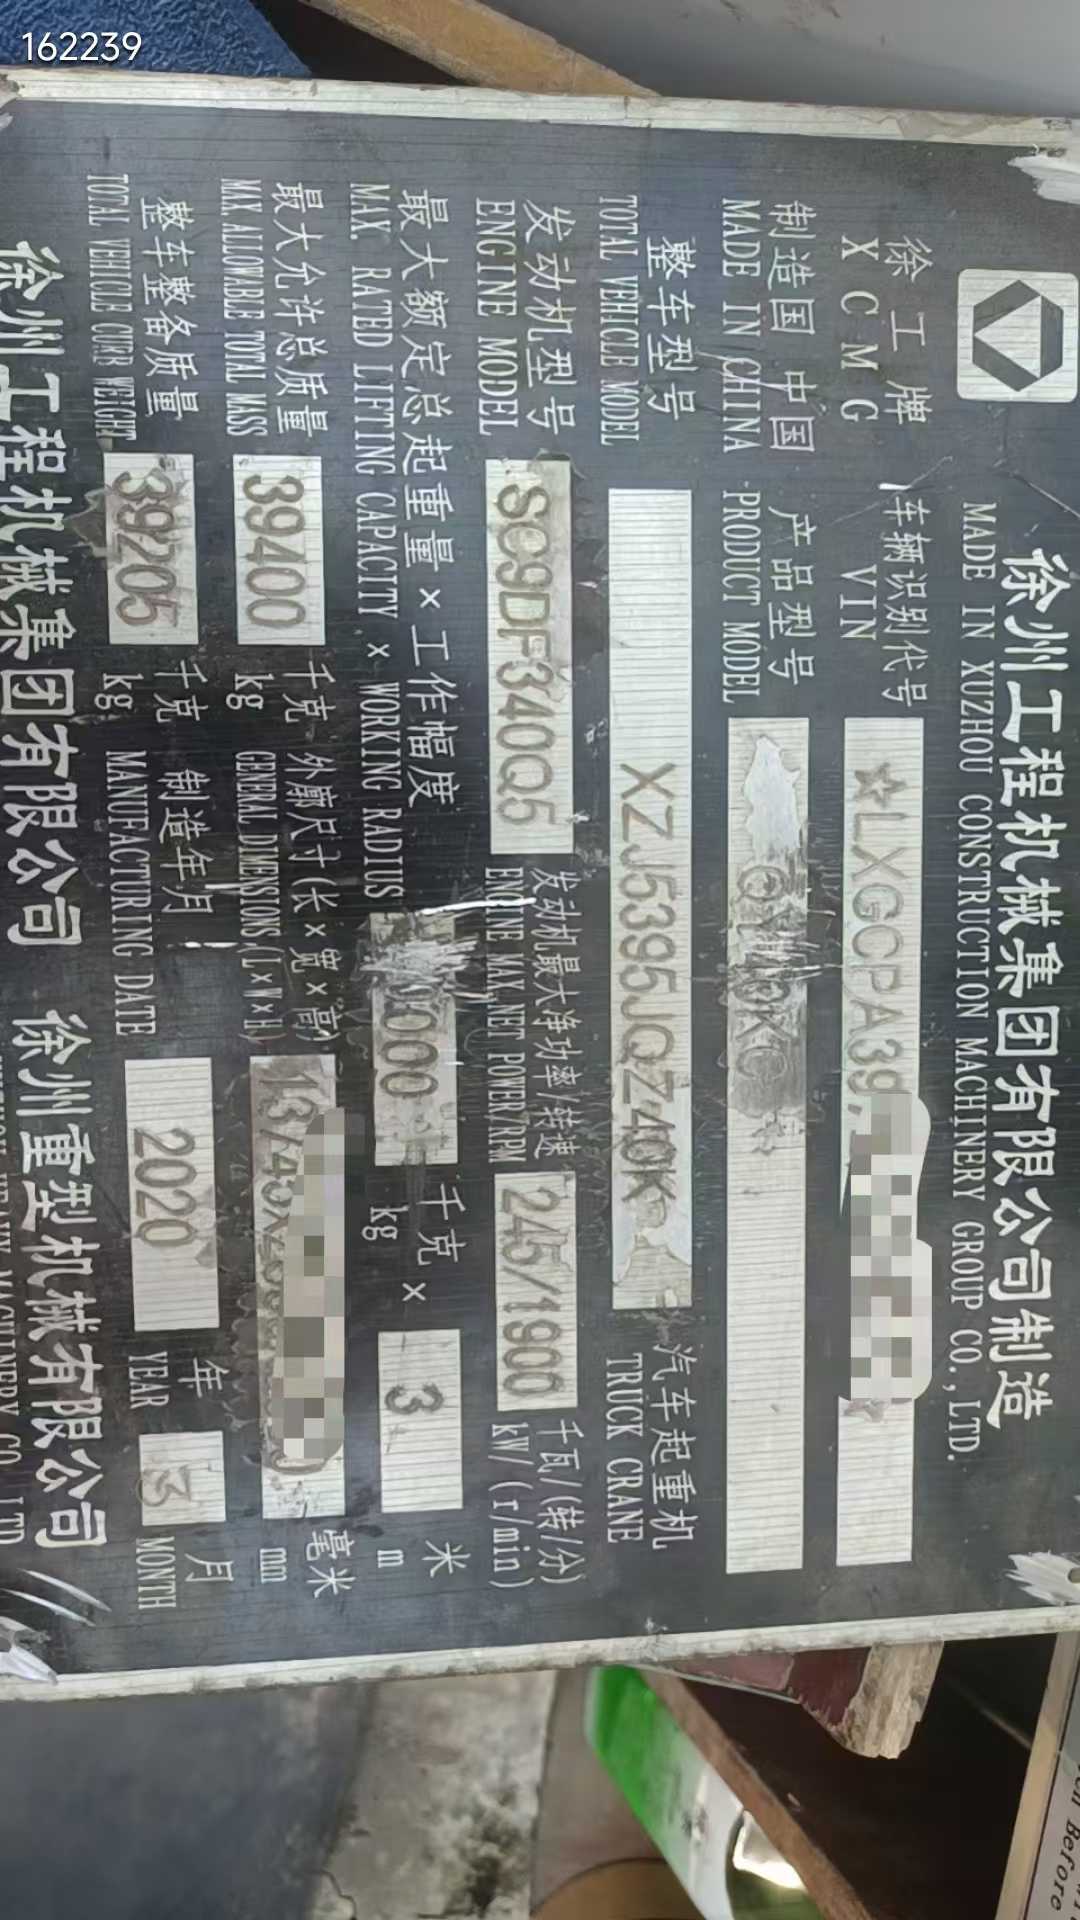 162239
徐州工程机械集团有限公司制造
MADE IN XUZHOU CONSTRUCTION MACHINERY GROUP CO.,LTD.
徐工牌 车辆识别代号
XCMG VIN ☆LXGCPA39
制造国 中国 产品型号
MADE IN CHINA PRODUCT MODEL
整车型号 汽车起重机
TOTAL VEHICLE MODEL XZJ5395JQZ40K TRUCK CRANE
发动机型号 SC9DF340Q5 发动机最大净功率/转速 245/1900 千瓦/(转/分)
ENGINE MODEL ENGINE MAX.NET POWER/RPM kW/(r/min)
最大额定总起重量×工作幅度 千克 × 3 米
MAX. RATED LIFTING CAPACITY × WORKING RADIUS kg m
最大允许总质量 39400 千克 外廓尺寸(长×宽×高) 毫米
MAX. ALLOWABLE TOTAL MASS kg GENERAL DIMENSIONS(L×W×H) mm
整车整备质量 39205 千克 制造年月 2020 年 3 月
TOTAL VEHICLE CURB WEIGHT kg MANUFACTURING DATE YEAR MONTH
徐州工程机械集团有限公司 徐州重型机械有限公司
Before